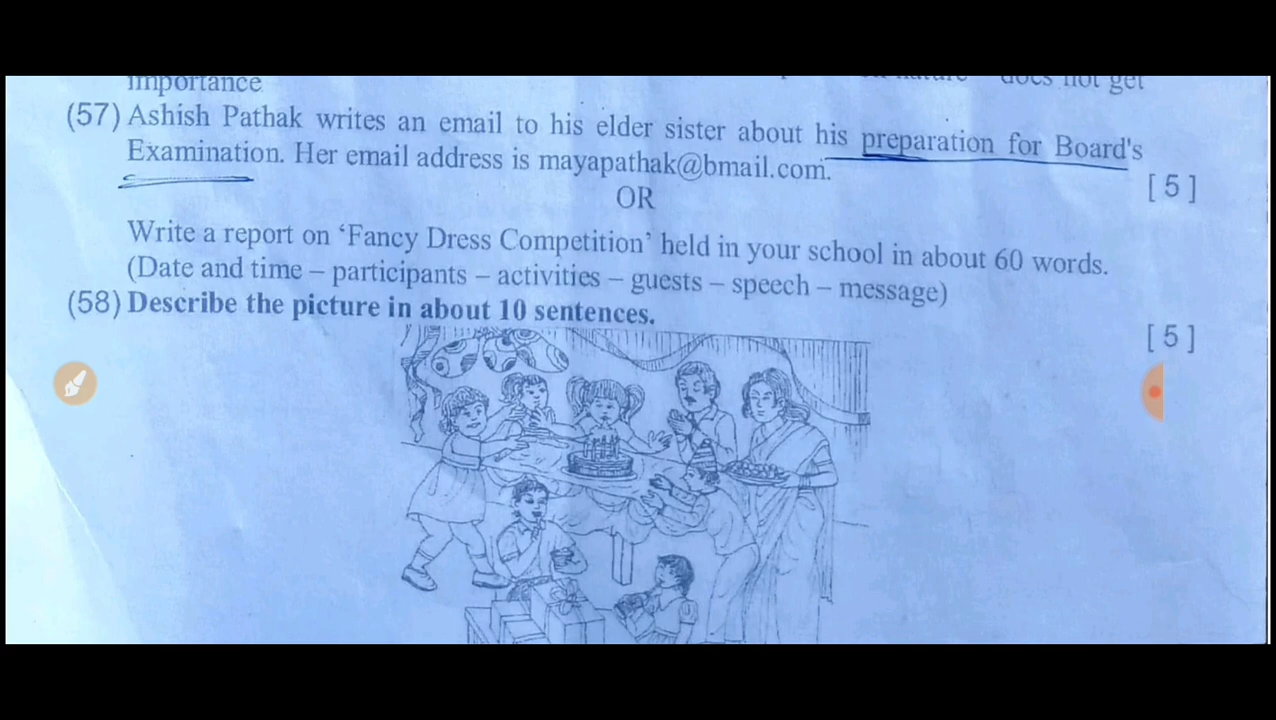 importance does not get
(57) Ashish Pathak writes an email to his elder sister about his preparation for Board's
Examination. Her email address is mayapathak@bmail.com.
[5]
OR
Write a report on ‘Fancy Dress Competition’ held in your school in about 60 words.
(Date and time – participants – activities – guests – speech – message)
(58) Describe the picture in about 10 sentences.
[5]